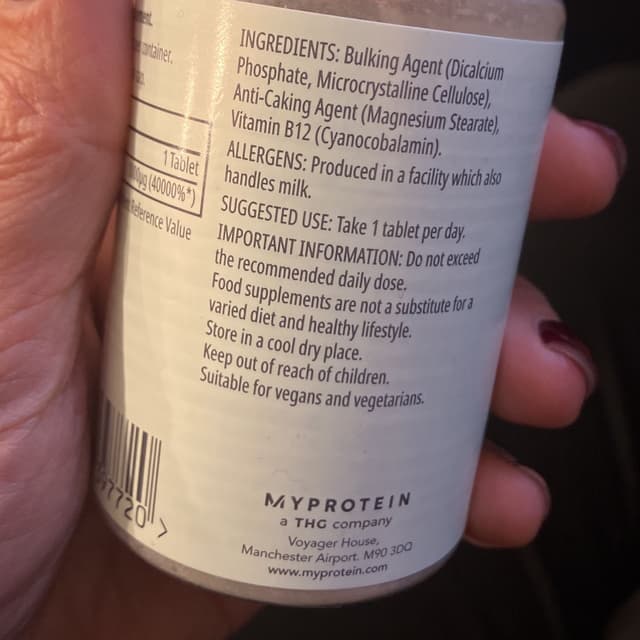 container.
1 Tablet
(40000%*)
Reference Value
INGREDIENTS: Bulking Agent (Dicalcium
Phosphate, Microcrystalline Cellulose),
Anti-Caking Agent (Magnesium Stearate),
Vitamin B12 (Cyanocobalamin).
ALLERGENS: Produced in a facility which also
handles milk.
SUGGESTED USE: Take 1 tablet per day.
IMPORTANT INFORMATION: Do not exceed
the recommended daily dose.
Food supplements are not a substitute for a
varied diet and healthy lifestyle.
Store in a cool dry place.
Keep out of reach of children.
Suitable for vegans and vegetarians.
7720 >
MYPROTEIN
a THG company
Voyager House,
Manchester Airport. M90 3DQ
www.myprotein.com